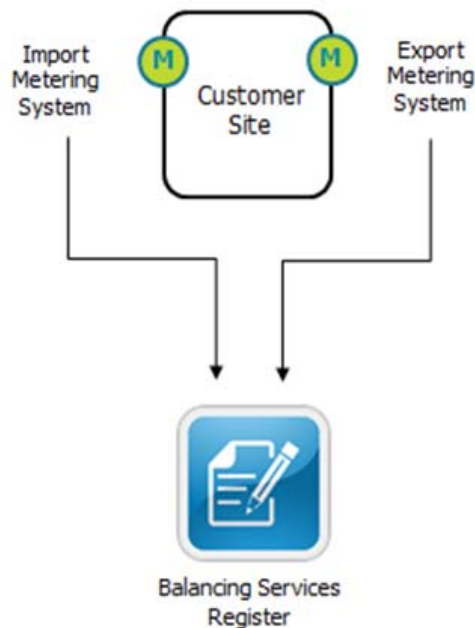 Import
Metering
System
M
Customer
Site
M
Export
Metering
System
Balancing Services
Register